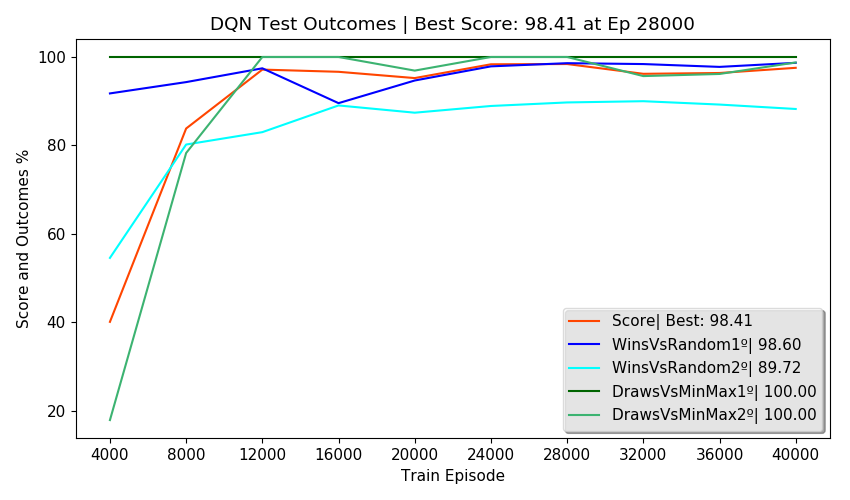 DQN Test Outcomes | Best Score: 98.41 at Ep 28000
100
80
60
40
20
Score and Outcomes %
Score| Best: 98.41
WinsVsRandom1º| 98.60
WinsVsRandom2º| 89.72
DrawsVsMinMax1º| 100.00
DrawsVsMinMax2º| 100.00
4000 8000 12000 16000 20000 24000 28000 32000 36000 40000
Train Episode